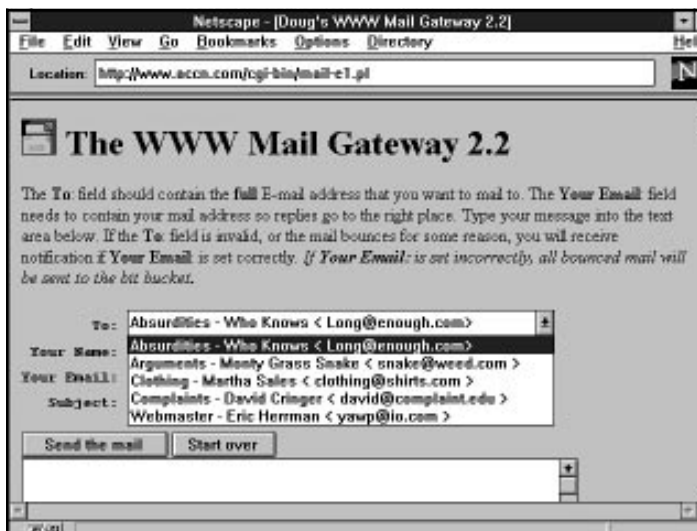 Netscape - [Doug's WWW Mail Gateway 2.2]
File Edit View Go Bookmarks Options Directory Hel
Location: http://www.accn.com/cgi-bin/mail-e1.pl
N
The WWW Mail Gateway 2.2
The To: field should contain the full E-mail address that you want to mail to. The Your Email: field
needs to contain your mail address so replies go to the right place. Type your message into the text
area below. If the To: field is invalid, or the mail bounces for some reason, you will receive
notification if Your Email: is set correctly. If Your Email: is set incorrectly, all bounced mail will
be sent to the bit bucket.
To: Absurdities - Who Knows < Long@enough.com>
Absurdities - Who Knows < Long@enough.com>
Your Name: Arguments - Monty Grass Snake < snake@weed.com >
Your Email: Clothing - Martha Sales < clothing@shirts.com >
Subject: Complaints - David Cringer < david@complaint.edu >
Webmaster - Eric Herrman < yawp@io.com >
Send the mail Start over